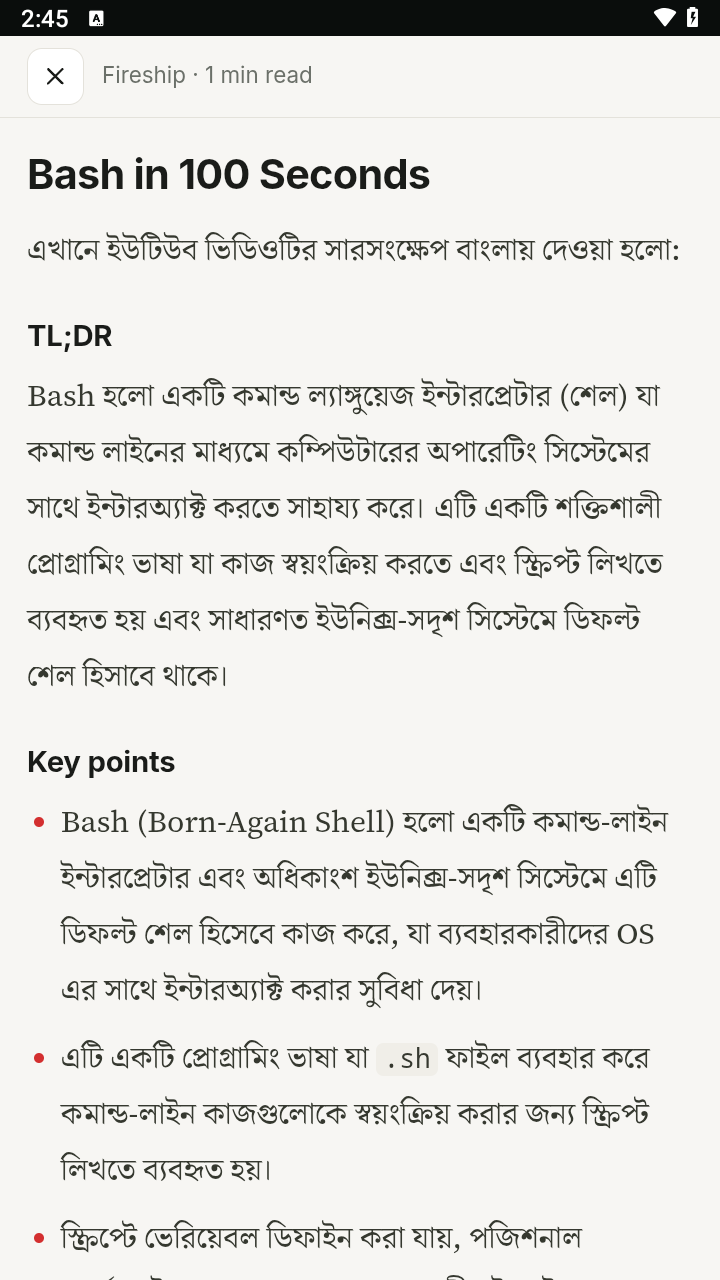 2:45
A
Fireship · 1 min read
Bash in 100 Seconds
এখানে ইউটিউব ভিডিওটির সারসংক্ষেপ বাংলায় দেওয়া হলো:
TL;DR
Bash হলো একটি কমান্ড ল্যাঙ্গুয়েজ ইন্টারপ্রেটার (শেল) যা
কমান্ড লাইনের মাধ্যমে কম্পিউটারের অপারেটিং সিস্টেমের
সাথে ইন্টারঅ্যাক্ট করতে সাহায্য করে। এটি একটি শক্তিশালী
প্রোগ্রামিং ভাষা যা কাজ স্বয়ংক্রিয় করতে এবং স্ক্রিপ্ট লিখতে
ব্যবহৃত হয় এবং সাধারণত ইউনিক্স-সদৃশ সিস্টেমে ডিফল্ট
শেল হিসাবে থাকে।
Key points
• Bash (Born-Again Shell) হলো একটি কমান্ড-লাইন
ইন্টারপ্রেটার এবং অধিকাংশ ইউনিক্স-সদৃশ সিস্টেমে এটি
ডিফল্ট শেল হিসেবে কাজ করে, যা ব্যবহারকারীদের OS
এর সাথে ইন্টারঅ্যাক্ট করার সুবিধা দেয়।
• এটি একটি প্রোগ্রামিং ভাষা যা .sh ফাইল ব্যবহার করে
কমান্ড-লাইন কাজগুলোকে স্বয়ংক্রিয় করার জন্য স্ক্রিপ্ট
লিখতে ব্যবহৃত হয়।
• স্ক্রিপ্টে ভেরিয়েবল ডিফাইন করা যায়, পজিশনাল